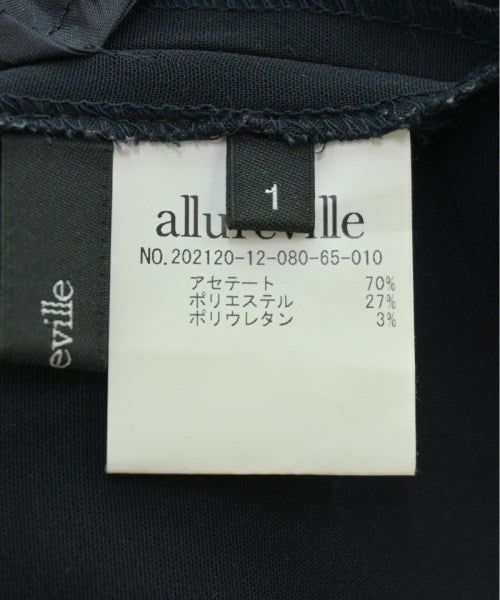 1
allureville
NO.202120-12-080-65-010
アセテート 70%
ポリエステル 27%
ポリウレタン 3%
eville